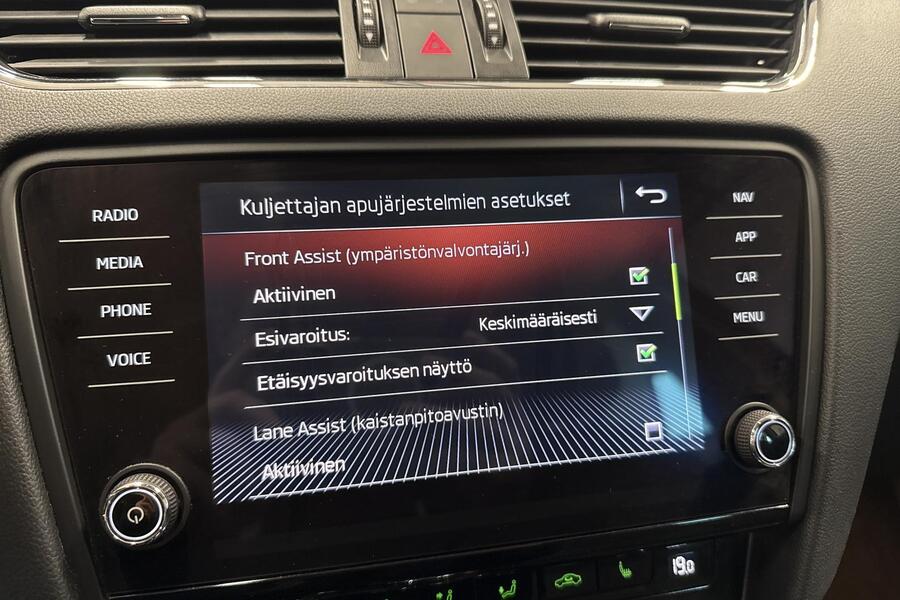 RADIO
MEDIA
PHONE
VOICE
Kuljettajan apujärjestelmien asetukset
Front Assist (ympäristönvalvontajärj.)
Aktiivinen
Esivaroitus: Keskimääräisesti
Etäisyysvaroituksen näyttö
Lane Assist (kaistanpitoavustin)
Aktiivinen
NAV
APP
CAR
MENU
19.0